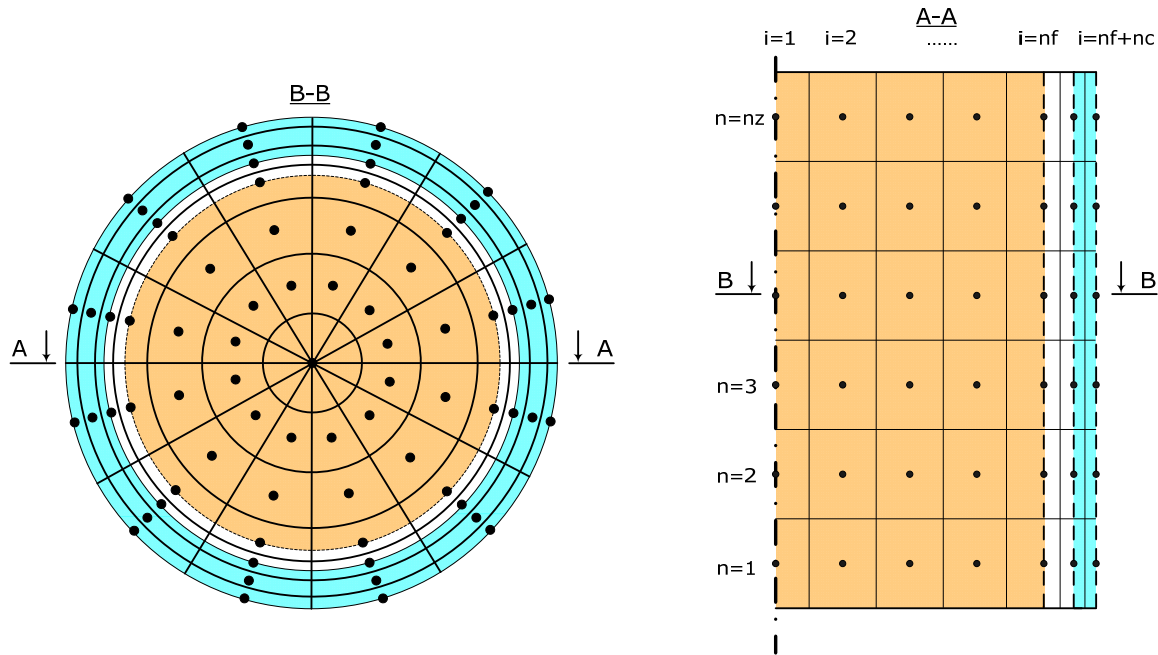 B-B
A
A
A-A
i=1 i=2 ...... i=nf i=nf+nc
n=nz
B
B
n=3
n=2
n=1